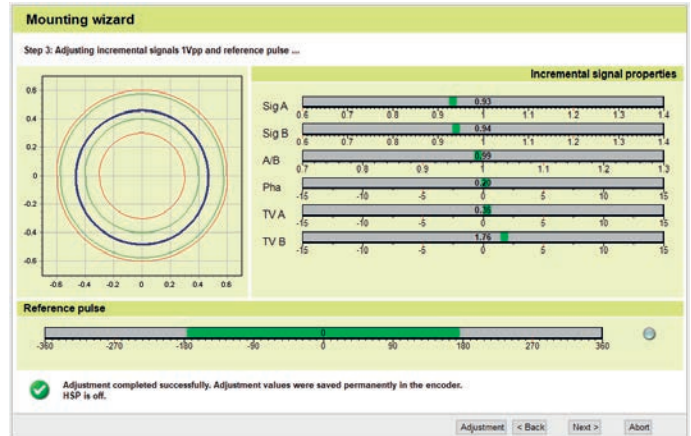 Mounting wizard
Step 3: Adjusting incremental signals 1Vpp and reference pulse ...
Incremental signal properties
0.6
0.4
0.2
0
-0.2
-0.4
-0.6
-0.6 -0.4 -0.2 0 0.2 0.4 0.6
Sig A 0.93
0.6 0.7 0.8 0.9 1 1.1 1.2 1.3 1.4
Sig B 0.94
0.6 0.7 0.8 0.9 1 1.1 1.2 1.3 1.4
A/B 0.99
0.7 0.8 0.9 1 1.1 1.2 1.3
Pha 0.20
-15 -10 -5 0 5 10 15
TV A 0.35
-15 -10 -5 0 5 10 15
TV B 1.76
-15 -10 -5 0 5 10 15
Reference pulse
0
-360 -270 -180 -90 0 90 180 270 360
Adjustment completed successfully. Adjustment values were saved permanently in the encoder.
HSP is off.
Adjustment < Back Next > Abort